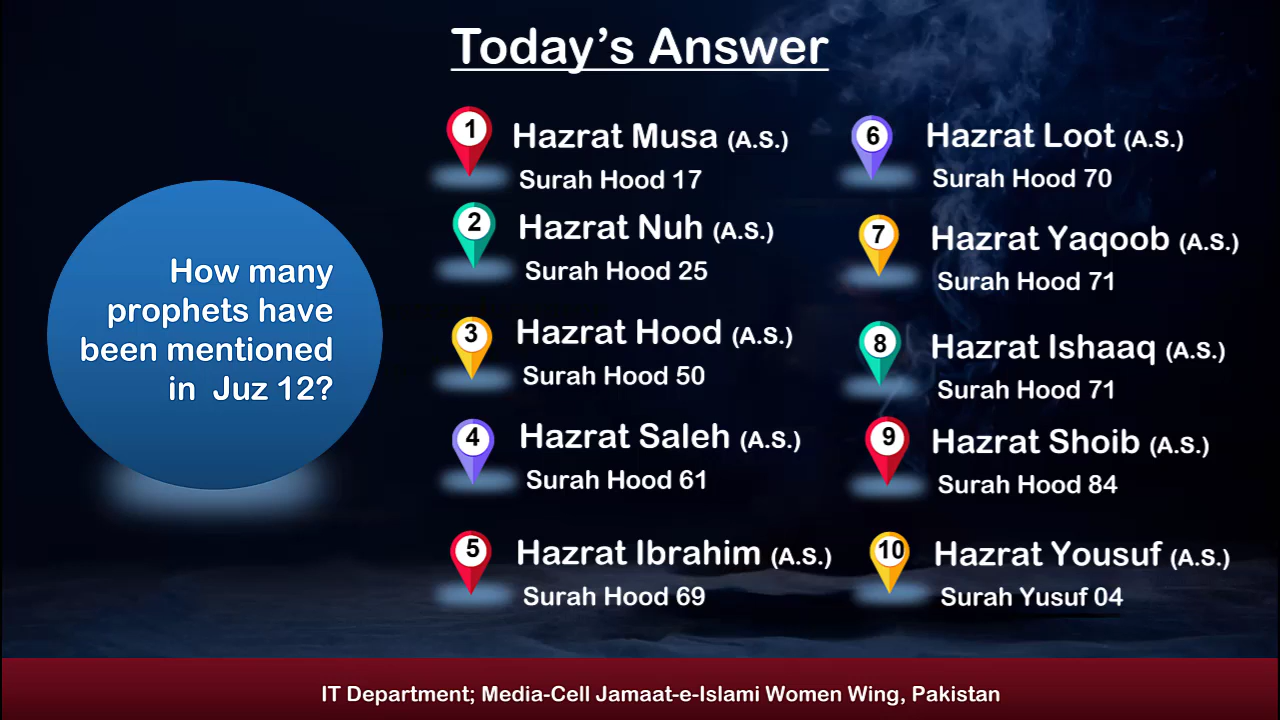 Today's Answer
How many
prophets have
been mentioned
in Juz 12?
1
Hazrat Musa (A.S.)
Surah Hood 17
2
Hazrat Nuh (A.S.)
Surah Hood 25
3
Hazrat Hood (A.S.)
Surah Hood 50
4
Hazrat Saleh (A.S.)
Surah Hood 61
5
Hazrat Ibrahim (A.S.)
Surah Hood 69
6
Hazrat Loot (A.S.)
Surah Hood 70
7
Hazrat Yaqoob (A.S.)
Surah Hood 71
8
Hazrat Ishaaq (A.S.)
Surah Hood 71
9
Hazrat Shoib (A.S.)
Surah Hood 84
10
Hazrat Yousuf (A.S.)
Surah Yusuf 04
IT Department; Media-Cell Jamaat-e-Islami Women Wing, Pakistan